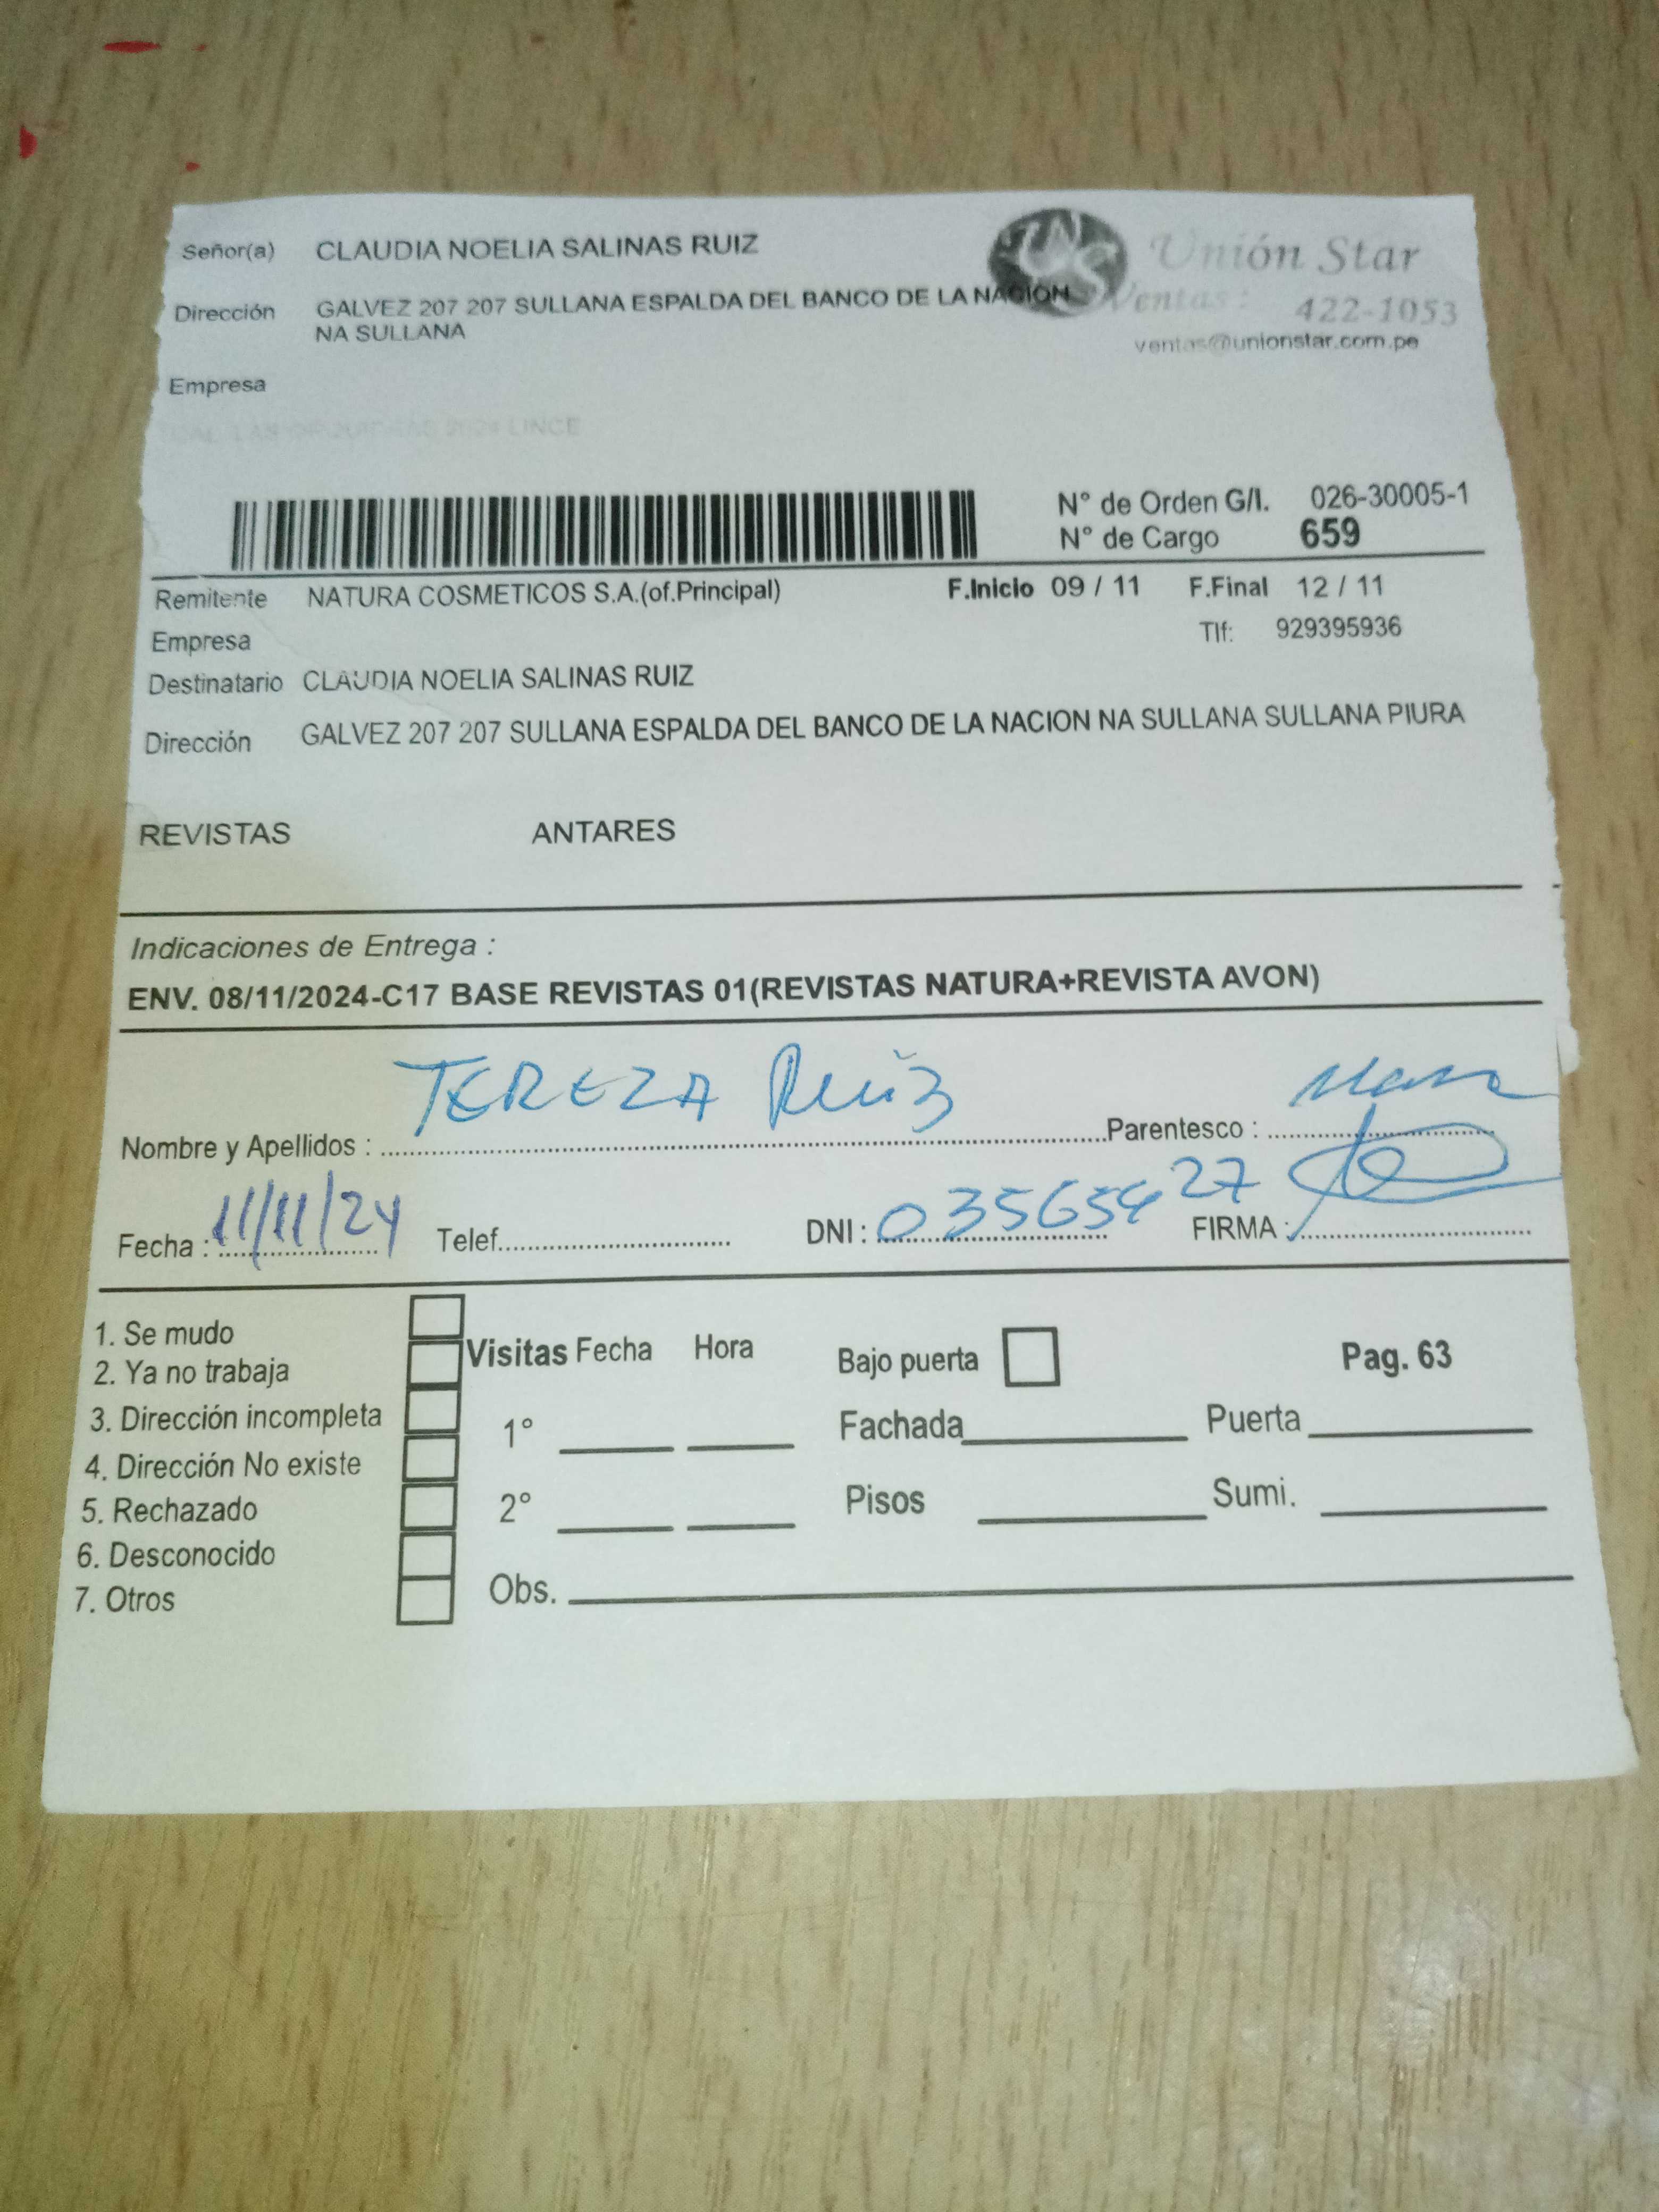 Señor(a) CLAUDIA NOELIA SALINAS RUIZ
Unión Star
Dirección GALVEZ 207 207 SULLANA ESPALDA DEL BANCO DE LA NACION
NA SULLANA
Ventas: 422-1053
ventas@unionstar.com.pe
Empresa
LINCE
N° de Orden G/I. 026-30005-1
N° de Cargo 659
Remitente NATURA COSMETICOS S.A.(of.Principal) F.Inicio 09 / 11 F.Final 12 / 11
Empresa Tlf: 929395936
Destinatario CLAUDIA NOELIA SALINAS RUIZ
Dirección GALVEZ 207 207 SULLANA ESPALDA DEL BANCO DE LA NACION NA SULLANA SULLANA PIURA
REVISTAS ANTARES
Indicaciones de Entrega :
ENV. 08/11/2024-C17 BASE REVISTAS 01(REVISTAS NATURA+REVISTA AVON)
Nombre y Apellidos : TEREZA Ruiz Parentesco :
Fecha : 11/11/24 Telef. DNI : 03565427 FIRMA :
1. Se mudo
2. Ya no trabaja
3. Dirección incompleta
4. Dirección No existe
5. Rechazado
6. Desconocido
7. Otros
Visitas Fecha Hora
1°
2°
Obs.
Bajo puerta Pag. 63
Fachada Puerta
Pisos Sumi.